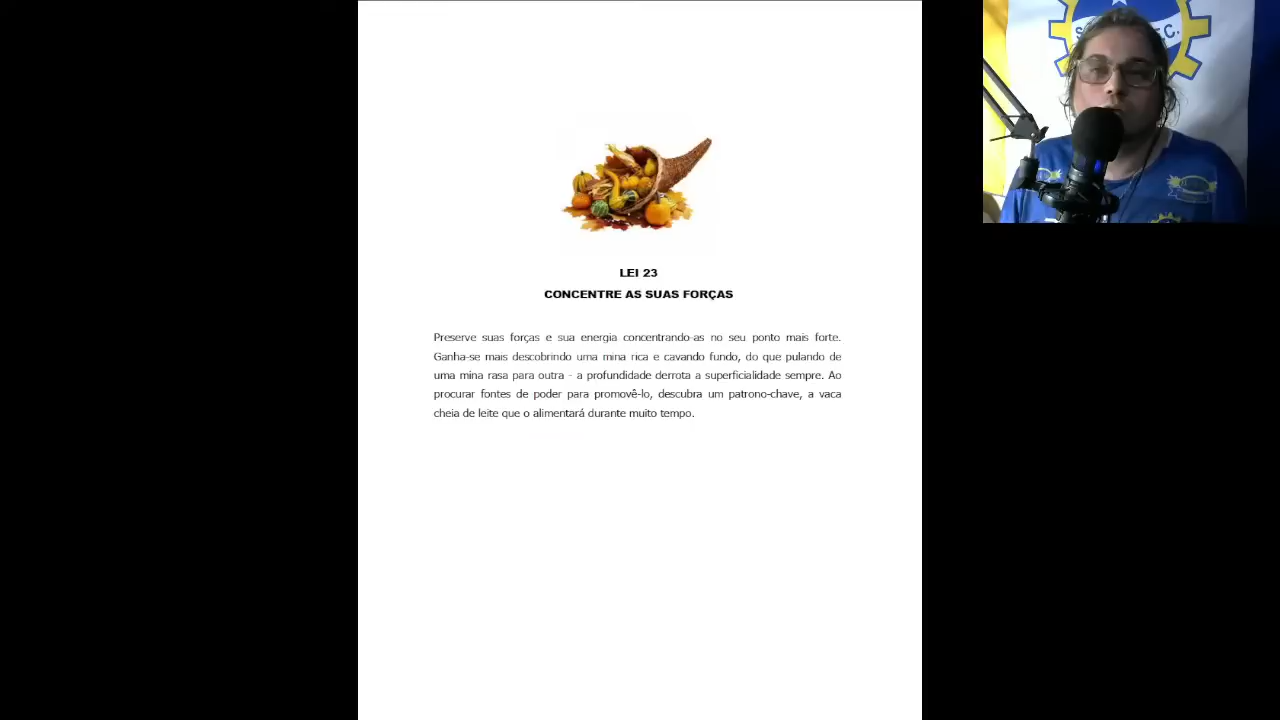 LEI 23
CONCENTRE AS SUAS FORÇAS
Preserve suas forças e sua energia concentrando-as no seu ponto mais forte.
Ganha-se mais descobrindo uma mina rica e cavando fundo, do que pulando de
uma mina rasa para outra - a profundidade derrota a superficialidade sempre. Ao
procurar fontes de poder para promovê-lo, descubra um patrono-chave, a vaca
cheia de leite que o alimentará durante muito tempo.